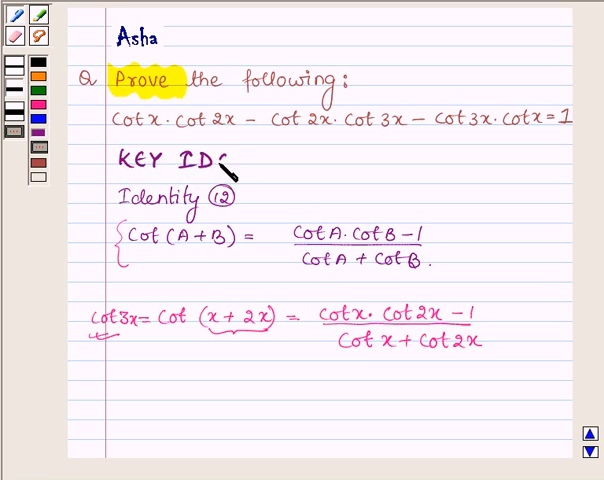 Asha
Q Prove the following:
Cot x · Cot 2x - Cot 2x · Cot 3x - Cot 3x · Cot x = 1
KEY ID
Identity ⑫
Cot (A + B) = Cot A · Cot B - 1
Cot A + Cot B .
Cot 3x = Cot (x + 2x) = Cot x · Cot 2x - 1
Cot x + Cot 2x